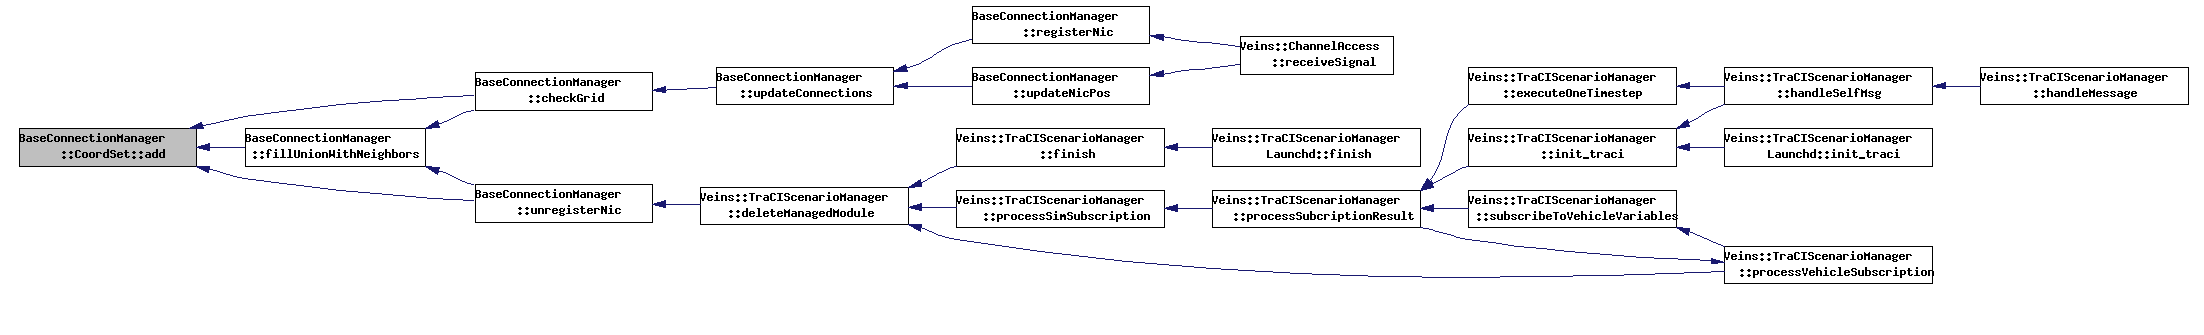 BaseConnectionManager
::CoordSet::add
BaseConnectionManager
::fillUnionWithNeighbors
BaseConnectionManager
::checkGrid
BaseConnectionManager
::unregisterNic
BaseConnectionManager
::updateConnections
Veins::TraCIScenarioManager
::deleteManagedModule
BaseConnectionManager
::registerNic
BaseConnectionManager
::updateNicPos
Veins::TraCIScenarioManager
::finish
Veins::TraCIScenarioManager
::processSimSubscription
Veins::ChannelAccess
::receiveSignal
Veins::TraCIScenarioManager
Launchd::finish
Veins::TraCIScenarioManager
::processSubcriptionResult
Veins::TraCIScenarioManager
::executeOneTimestep
Veins::TraCIScenarioManager
::init_traci
Veins::TraCIScenarioManager
::subscribeToVehicleVariables
Veins::TraCIScenarioManager
::handleSelfMsg
Veins::TraCIScenarioManager
Launchd::init_traci
Veins::TraCIScenarioManager
::processVehicleSubscription
Veins::TraCIScenarioManager
::handleMessage